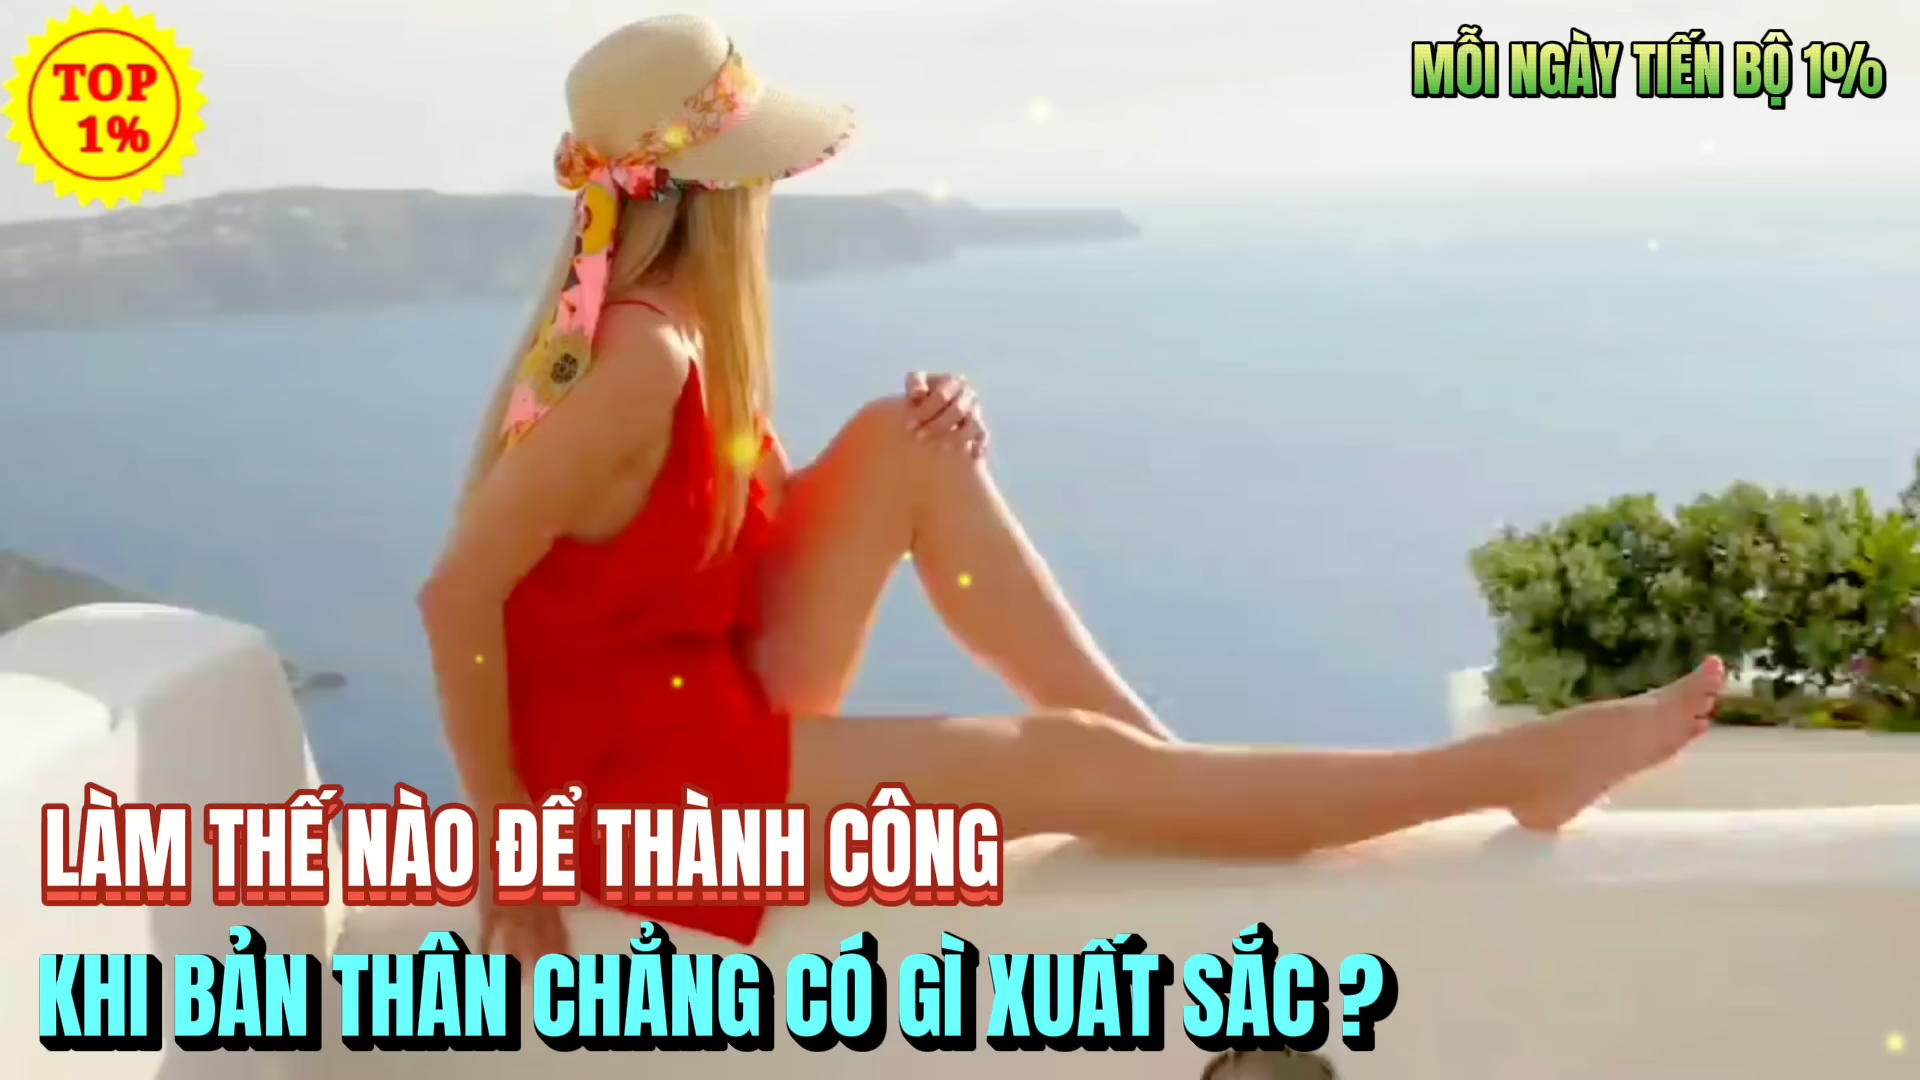 TOP
1%
MỖI NGÀY TIẾN BỘ 1%
LÀM THẾ NÀO ĐỂ THÀNH CÔNG
KHI BẢN THÂN CHẲNG CÓ GÌ XUẤT SẮC ?